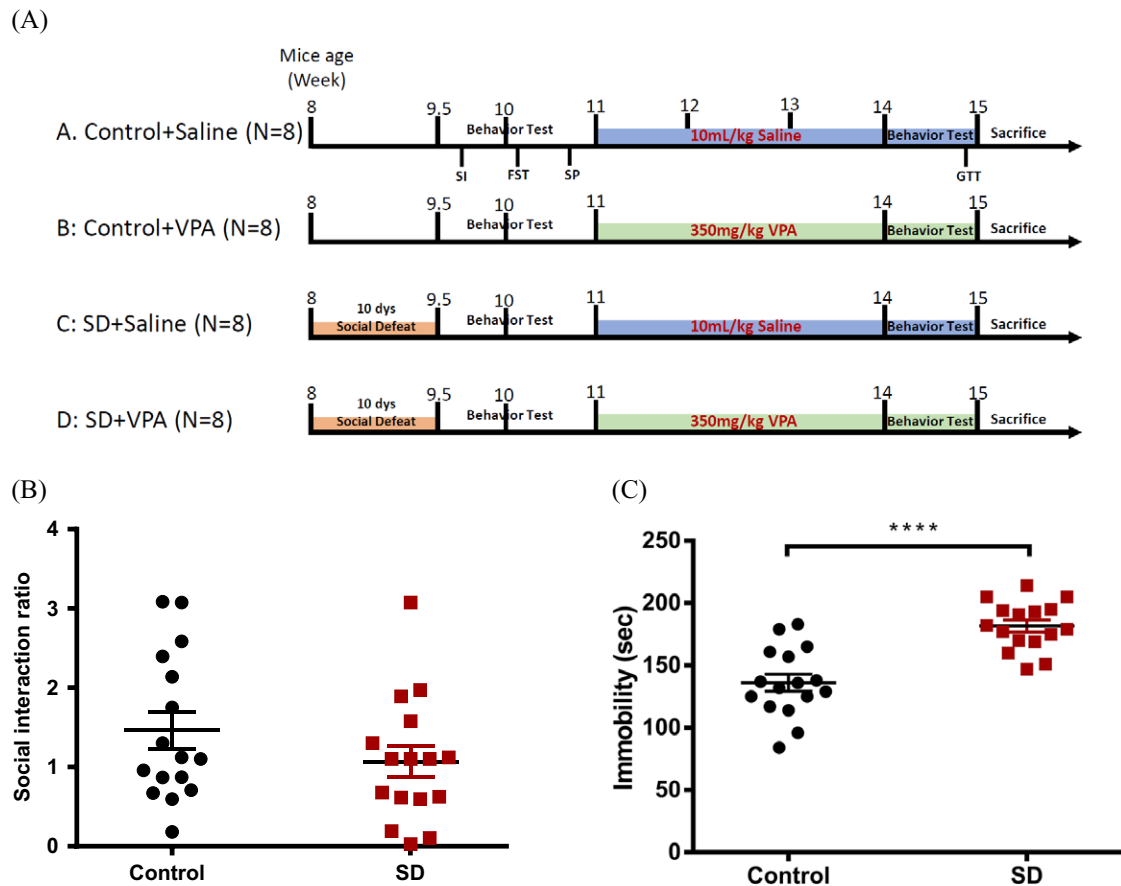 (A)
Mice age
(Week)
8 9.5 10 11 12 13 14 15
A. Control+Saline (N=8) Behavior Test 10mL/kg Saline Behavior Test Sacrifice
SI FST SP GTT
8 9.5 10 11 14 15
B: Control+VPA (N=8) Behavior Test 350mg/kg VPA Behavior Test Sacrifice
8 10 dys 9.5 10 11 14 15
C: SD+Saline (N=8) Social Defeat Behavior Test 10mL/kg Saline Behavior Test Sacrifice
8 10 dys 9.5 10 11 14 15
D: SD+VPA (N=8) Social Defeat Behavior Test 350mg/kg VPA Behavior Test Sacrifice
(B)
Social interaction ratio
4
3
2
1
0
Control SD
(C)
****
Immobility (sec)
250
200
150
100
50
0
Control SD